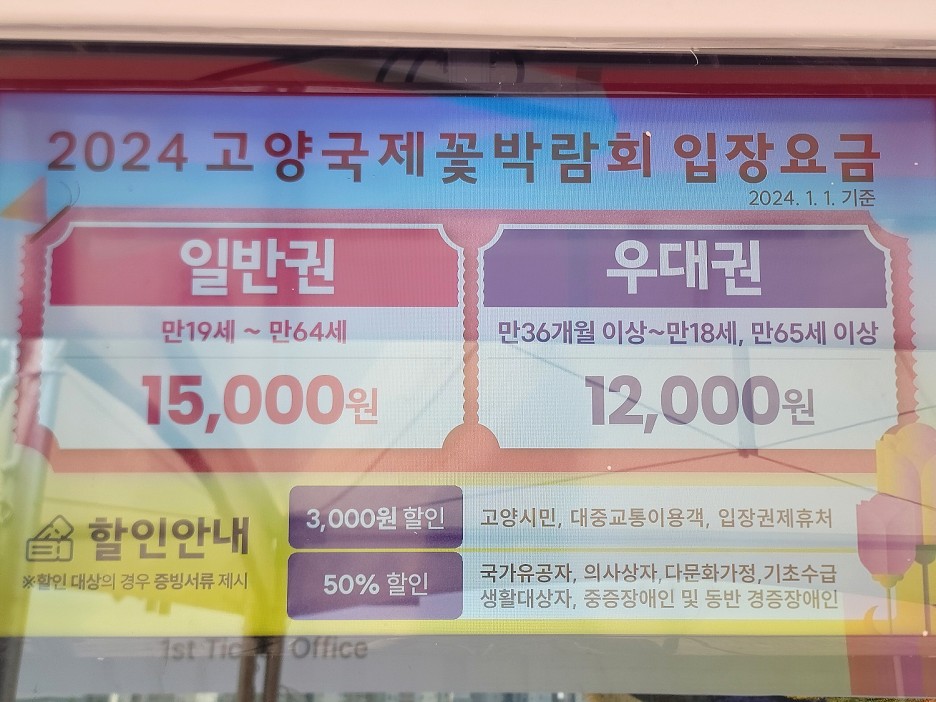 2024 고양국제꽃박람회 입장요금
2024. 1. 1. 기준
일반권
만19세 ~ 만64세
15,000원
우대권
만36개월 이상~만18세, 만65세 이상
12,000원
할인안내
※할인 대상의 경우 증빙서류 제시
3,000원 할인
고양시민, 대중교통이용객, 입장권제휴처
50% 할인
국가유공자, 의사상자,다문화가정,기초수급
생활대상자, 중증장애인 및 동반 경증장애인
1st Office